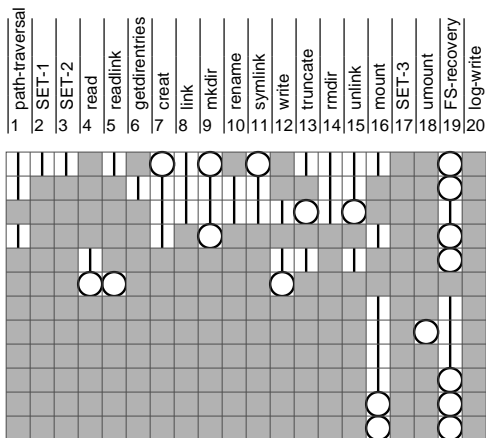 path-traversal
SET-1
SET-2
read
readlink
getdirentries
creat
link
mkdir
rename
symlink
write
truncate
rmdir
unlink
mount
SET-3
umount
FS-recovery
log-write
1 2 3 4 5 6 7 8 9 10 11 12 13 14 15 16 17 18 19 20